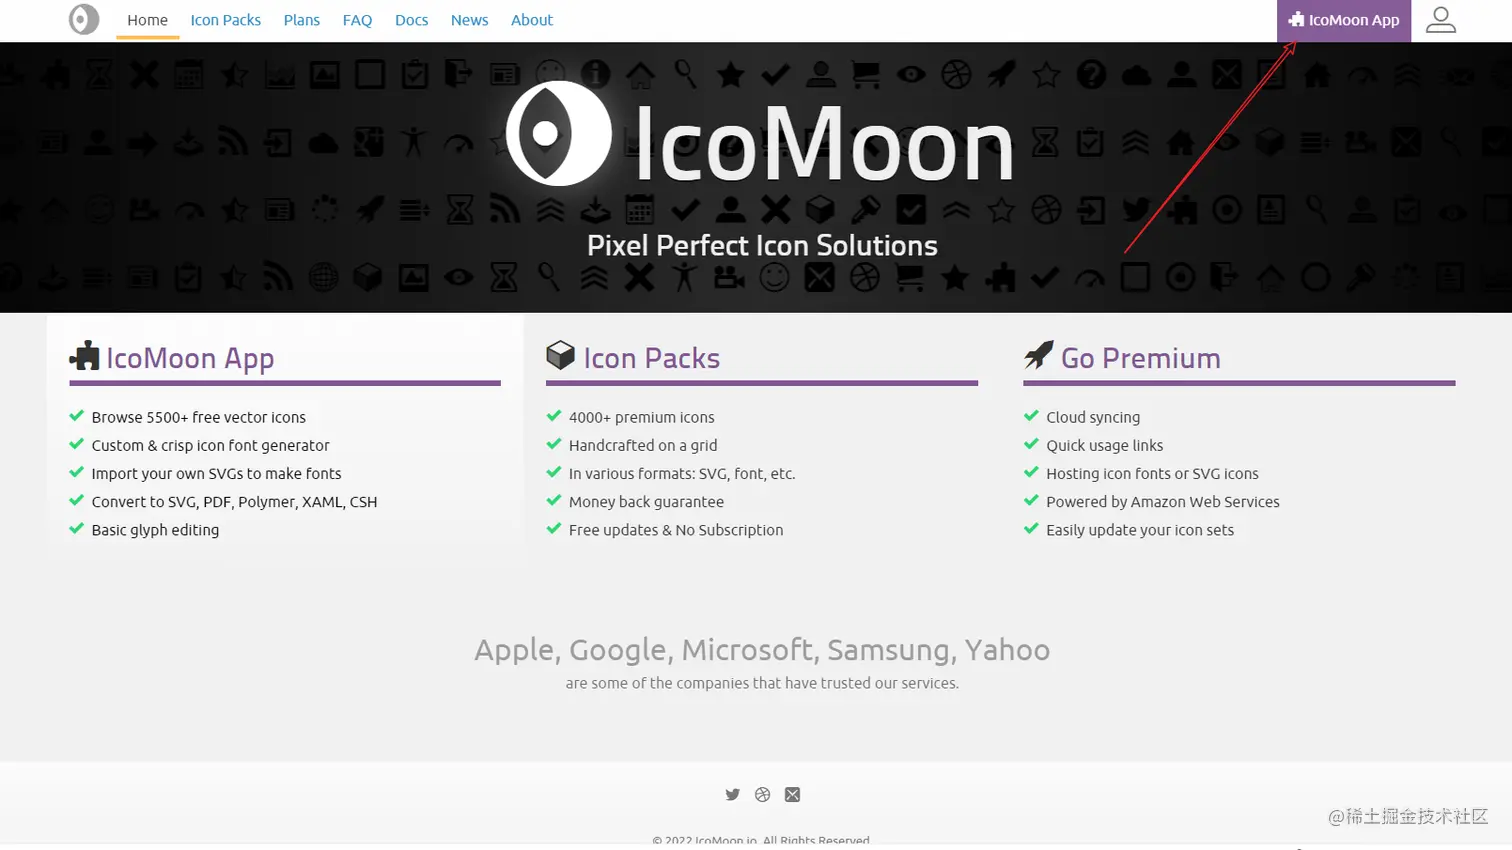 Home Icon Packs Plans FAQ Docs News About IcoMoon App
IcoMoon
Pixel Perfect Icon Solutions
IcoMoon App
Browse 5500+ free vector icons
Custom & crisp icon font generator
Import your own SVGs to make fonts
Convert to SVG, PDF, Polymer, XAML, CSH
Basic glyph editing
Icon Packs
4000+ premium icons
Handcrafted on a grid
In various formats: SVG, font, etc.
Money back guarantee
Free updates & No Subscription
Go Premium
Cloud syncing
Quick usage links
Hosting icon fonts or SVG icons
Powered by Amazon Web Services
Easily update your icon sets
Apple, Google, Microsoft, Samsung, Yahoo
are some of the companies that have trusted our services.
@稀土掘金技术社区
© 2022 IcoMoon.io. All Rights Reserved